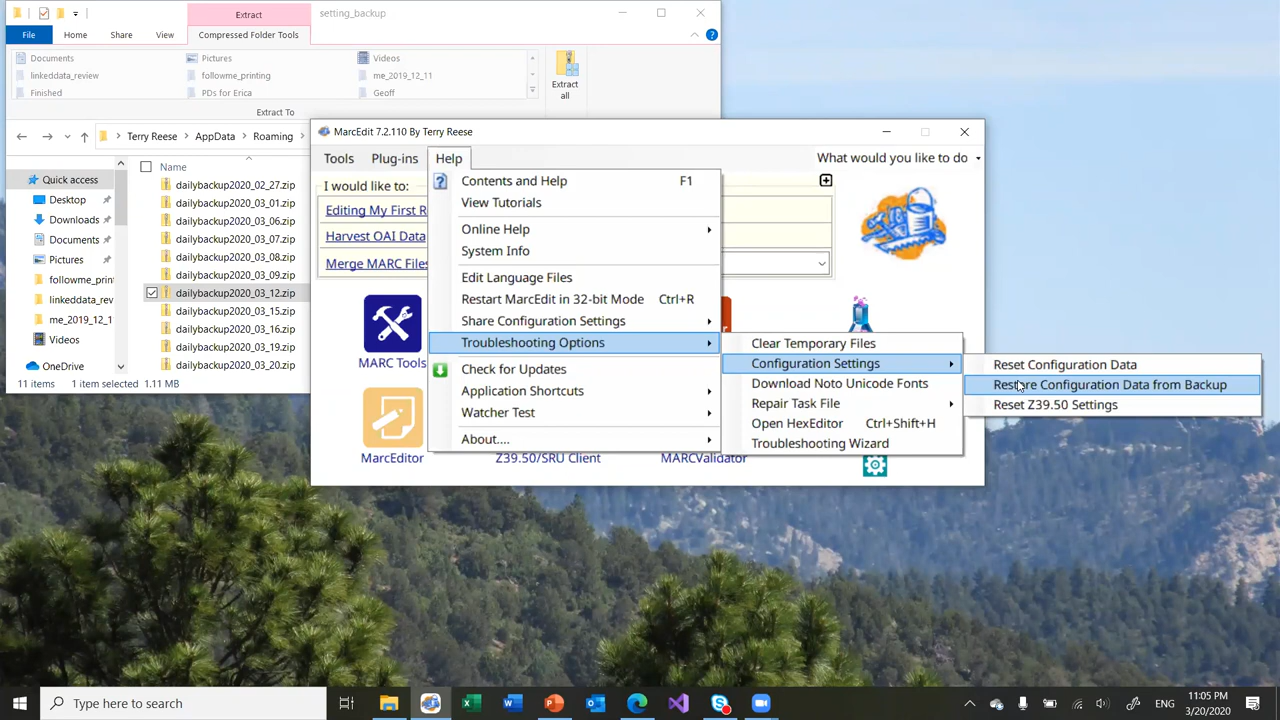 Extract
setting_backup
File
Home
Share
View
Compressed Folder Tools
Documents
Pictures
Videos
linkeddata_review
followme_printing
me_2019_12_11
Finished
PDs for Erica
Geoff
Extract all
Extract To
Terry Reese
AppData
Roaming
Name
Quick access
Desktop
Downloads
Documents
Pictures
followme_print
linkeddata_rev
me_2019_12_1
Videos
OneDrive
dailybackup2020_02_27.zip
dailybackup2020_03_01.zip
dailybackup2020_03_06.zip
dailybackup2020_03_07.zip
dailybackup2020_03_08.zip
dailybackup2020_03_09.zip
dailybackup2020_03_12.zip
dailybackup2020_03_15.zip
dailybackup2020_03_16.zip
dailybackup2020_03_19.zip
dailybackup2020_03_20.zip
11 items
1 item selected 1.11 MB
MarcEdit 7.2.110 By Terry Reese
Tools
Plug-ins
Help
What would you like to do
I would like to:
Editing My First R
Harvest OAI Data
Merge MARC Files
MARC Tools
MarcEditor
Z39.50/SRU Client
MARCValidator
Contents and Help F1
View Tutorials
Online Help
System Info
Edit Language Files
Restart MarcEdit in 32-bit Mode Ctrl+R
Share Configuration Settings
Troubleshooting Options
Check for Updates
Application Shortcuts
Watcher Test
About....
Clear Temporary Files
Configuration Settings
Download Noto Unicode Fonts
Repair Task File
Open HexEditor Ctrl+Shift+H
Troubleshooting Wizard
Reset Configuration Data
Restore Configuration Data from Backup
Reset Z39.50 Settings
Type here to search
11:05 PM
3/20/2020